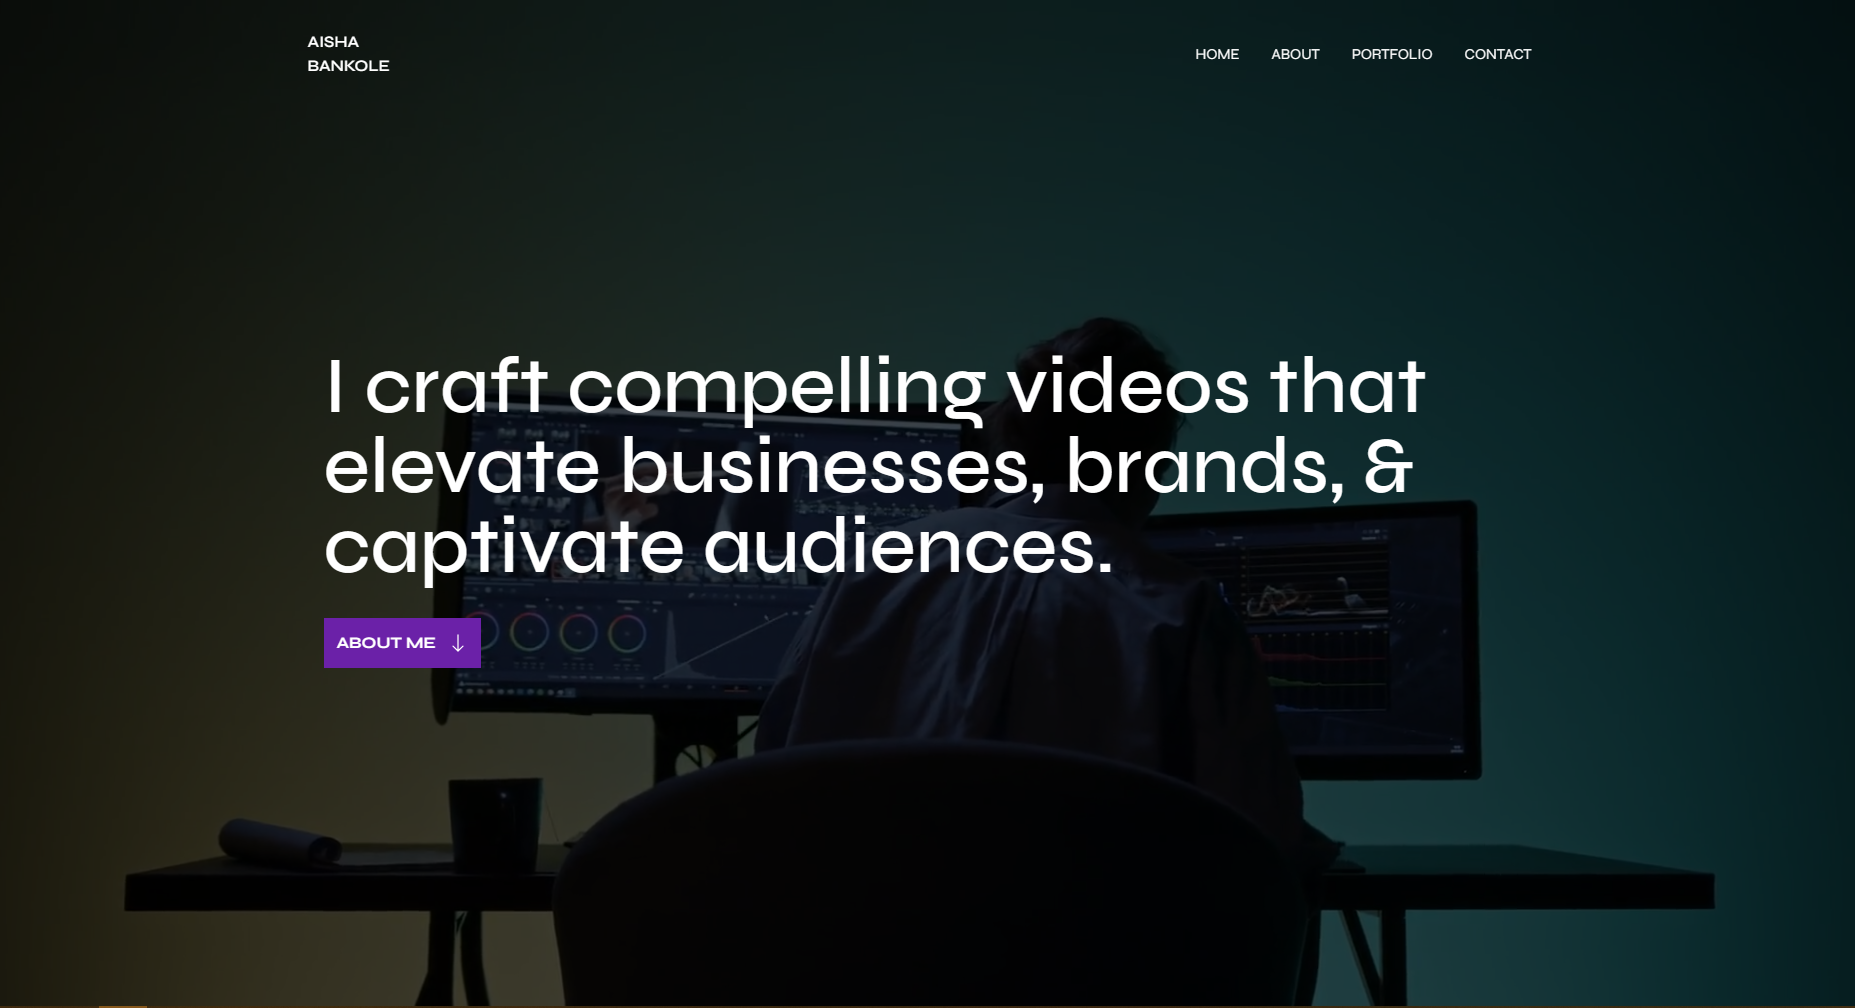 AISHA
BANKOLE
HOME ABOUT PORTFOLIO CONTACT
I craft compelling videos that
elevate businesses, brands, &
captivate audiences.
ABOUT ME